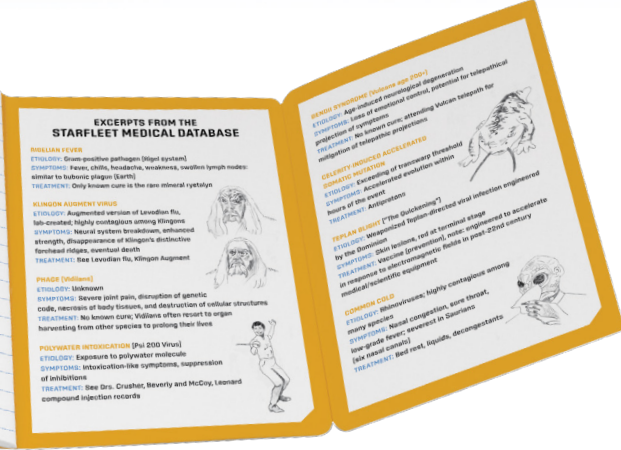 EXCERPTS FROM THE
STARFLEET MEDICAL DATABASE
RIGELIAN FEVER
ETIOLOGY: Gram-positive pathogen (Rigel system)
SYMPTOMS: Fever, chills, headache, weakness, swollen lymph nodes;
similar to bubonic plague (Earth)
TREATMENT: Only known cure is the rare mineral ryetalyn
KLINGON AUGMENT VIRUS
ETIOLOGY: Augmented version of Levodian flu,
lab-created; highly contagious among Klingons
SYMPTOMS: Neural system breakdown, enhanced
strength, disappearance of Klingon's distinctive
forehead ridges, eventual death
TREATMENT: See Levodian flu, Klingon Augment
PHAGE (Vidiians)
ETIOLOGY: Unknown
SYMPTOMS: Severe joint pain, disruption of genetic
code, necrosis of body tissues, and destruction of cellular structures
TREATMENT: No known cure; Vidiians often resort to organ
harvesting from other species to prolong their lives
POLYWATER INTOXICATION (Psi 200 Virus)
ETIOLOGY: Exposure to polywater molecule
SYMPTOMS: Intoxication-like symptoms, suppression
of inhibitions
TREATMENT: See Drs. Crusher, Beverly and McCoy, Leonard
compound injection records
BENDII SYNDROME (Vulcans age 200+)
ETIOLOGY: Age-induced neurological degeneration
SYMPTOMS: Loss of emotional control, potential for telepathical
projection of symptoms
TREATMENT: No known cure; attending Vulcan telepath for
mitigation of telepathic projections
CELERITY-INDUCED ACCELERATED
SOMATIC MUTATION
ETIOLOGY: Exceeding of transwarp threshold
SYMPTOMS: Accelerated evolution within
hours of the event
TREATMENT: Antiprotons
TEPLAN BLIGHT ("The Quickening")
ETIOLOGY: Weaponized Teplan-directed viral infection engineered
by the Dominion
SYMPTOMS: Skin lesions, red at terminal stage
TREATMENT: Vaccine (prevention), note: engineered to accelerate
in response to electromagnetic fields in post-22nd century
medical/scientific equipment
COMMON COLD
ETIOLOGY: Rhinoviruses; highly contagious among
many species
SYMPTOMS: Nasal congestion, sore throat,
low-grade fever; severest in Saurians
(six nasal canals)
TREATMENT: Bed rest, liquids, decongestants